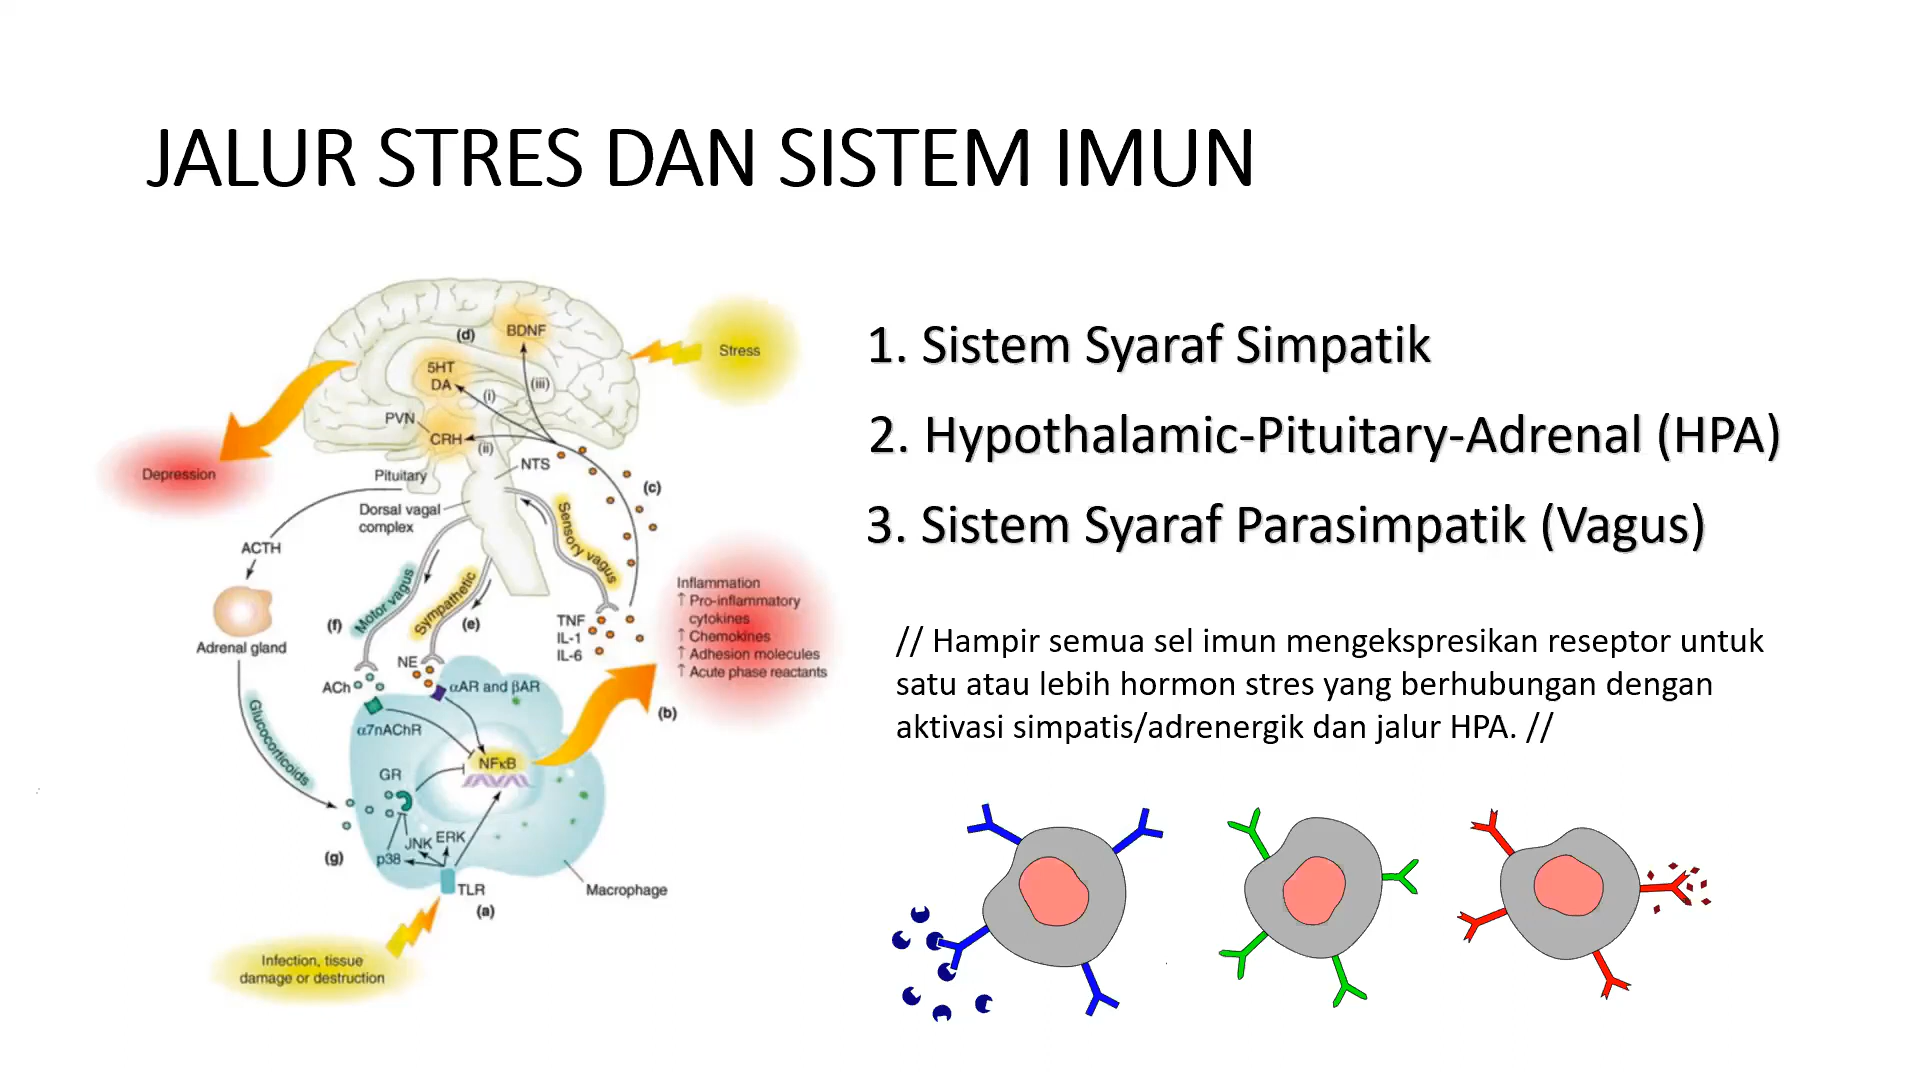 JALUR STRES DAN SISTEM IMUN
(d)
BDNF
Stress
5HT
DA
(i)
(iii)
PVN
CRH
(ii)
Depression
Pituitary
NTS
(c)
Dorsal vagal
complex
Sensory vagus
ACTH
Motor vagus
Sympathetic
(f)
(e)
TNF
IL-1
IL-6
Inflammation
↑ Pro-inflammatory
cytokines
↑ Chemokines
↑ Adhesion molecules
↑ Acute phase reactants
Adrenal gland
NE
ACh
αAR and βAR
(b)
α7nAChR
Glucocorticoids
NFκB
GR
JNK
ERK
(g)
p38
TLR
Macrophage
(a)
Infection, tissue
damage or destruction
1. Sistem Syaraf Simpatik
2. Hypothalamic-Pituitary-Adrenal (HPA)
3. Sistem Syaraf Parasimpatik (Vagus)
// Hampir semua sel imun mengekspresikan reseptor untuk
satu atau lebih hormon stres yang berhubungan dengan
aktivasi simpatis/adrenergik dan jalur HPA. //